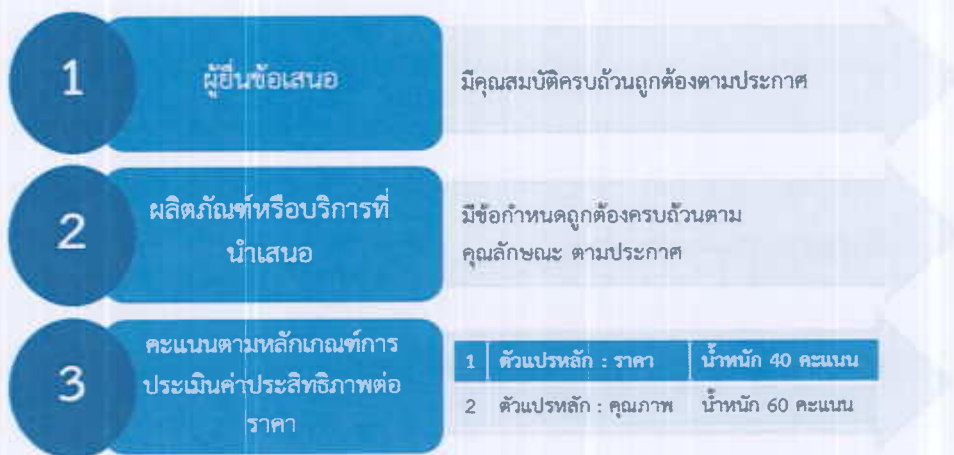 1
ผู้ยื่นข้อเสนอ
มีคุณสมบัติครบถ้วนถูกต้องตามประกาศ
2
ผลิตภัณฑ์หรือบริการที่
นำเสนอ
มีข้อกำหนดถูกต้องครบถ้วนตาม
คุณลักษณะ ตามประกาศ
3
คะแนนตามหลักเกณฑ์การ
ประเมินค่าประสิทธิภาพต่อ
ราคา
1 ตัวแปรหลัก : ราคา น้ำหนัก 40 คะแนน
2 ตัวแปรหลัก : คุณภาพ น้ำหนัก 60 คะแนน